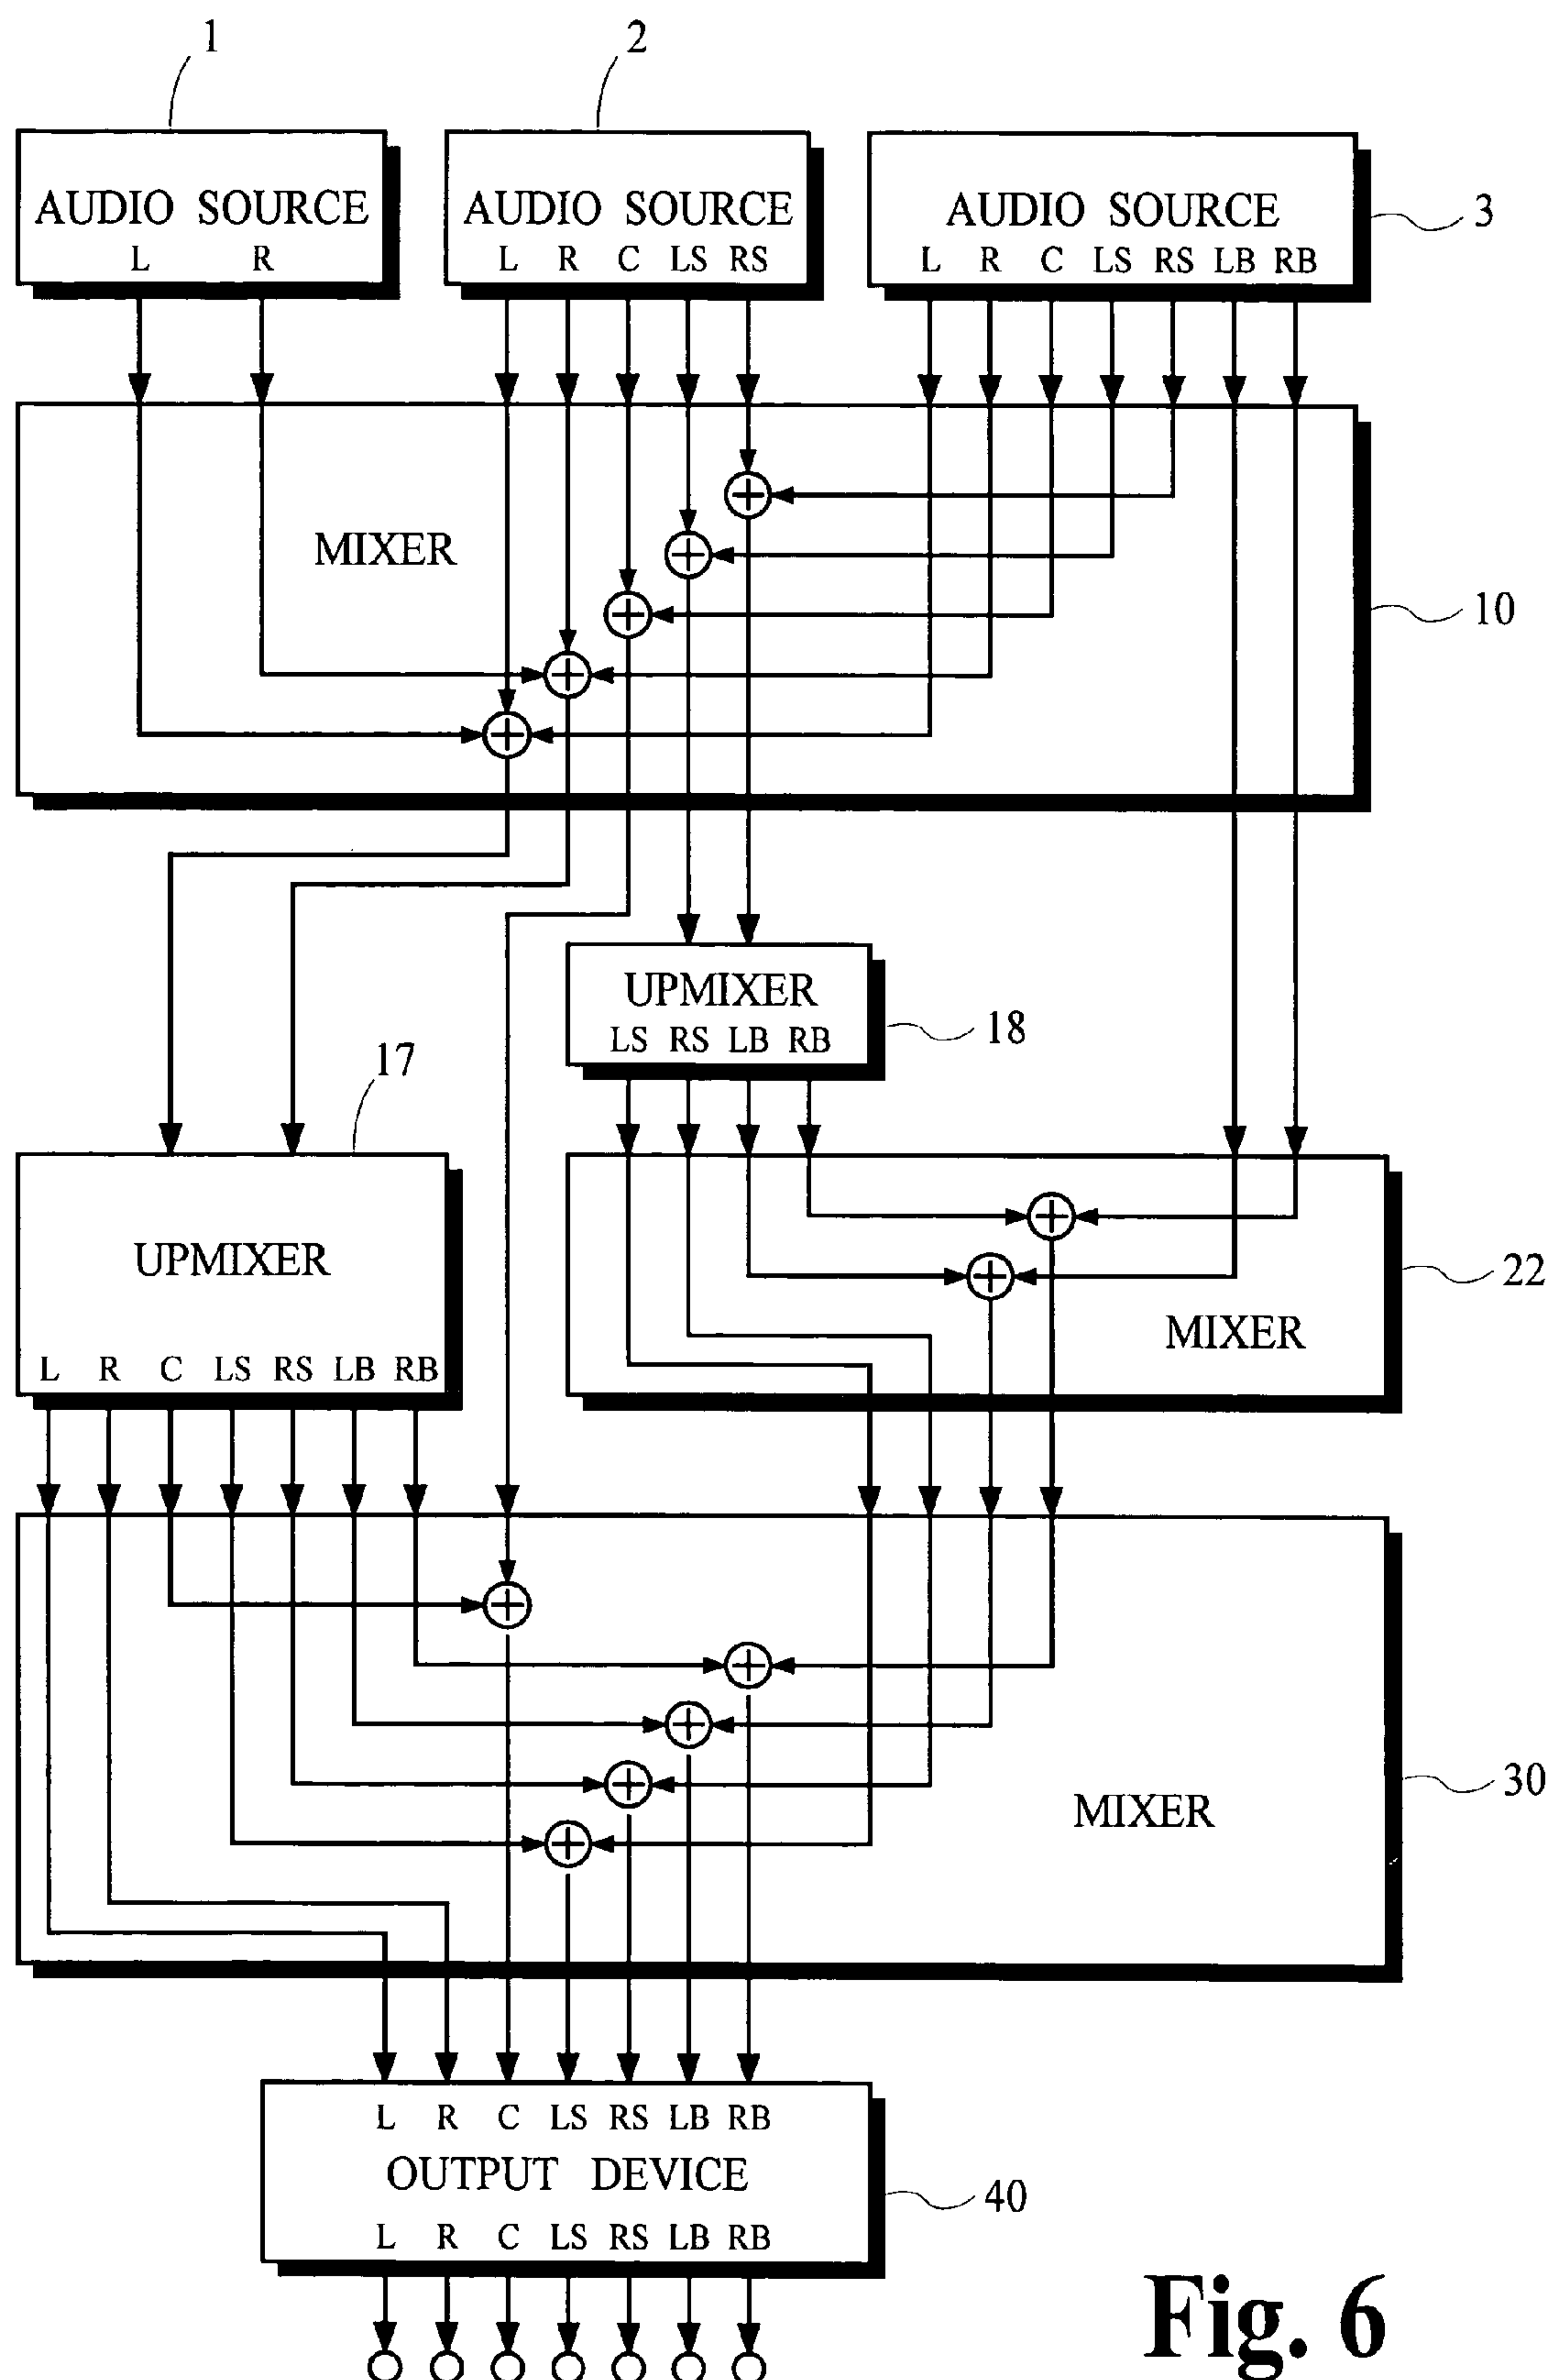 1
2
AUDIO SOURCE
L R
AUDIO SOURCE
L R C LS RS
AUDIO SOURCE
L R C LS RS LB RB
3
MIXER
10
UPMIXER
LS RS LB RB
18
17
UPMIXER
L R C LS RS LB RB
22
MIXER
30
MIXER
L R C LS RS LB RB
OUTPUT DEVICE
L R C LS RS LB RB
40
Fig. 6